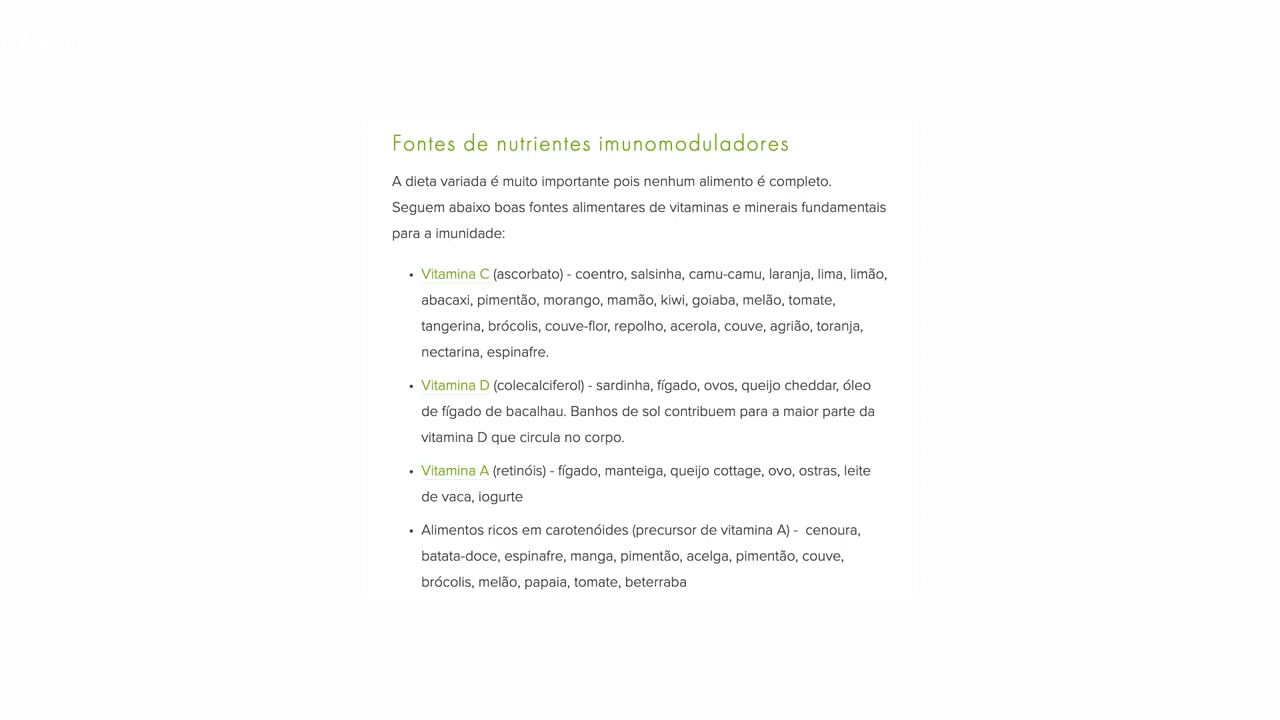 Fontes de nutrientes imunomoduladores
A dieta variada é muito importante pois nenhum alimento é completo.
Seguem abaixo boas fontes alimentares de vitaminas e minerais fundamentais
para a imunidade:
• Vitamina C (ascorbato) - coentro, salsinha, camu-camu, laranja, lima, limão,
abacaxi, pimentão, morango, mamão, kiwi, goiaba, melão, tomate,
tangerina, brócolis, couve-flor, repolho, acerola, couve, agrião, toranja,
nectarina, espinafre.
• Vitamina D (colecalciferol) - sardinha, fígado, ovos, queijo cheddar, óleo
de fígado de bacalhau. Banhos de sol contribuem para a maior parte da
vitamina D que circula no corpo.
• Vitamina A (retinóis) - fígado, manteiga, queijo cottage, ovo, ostras, leite
de vaca, iogurte
• Alimentos ricos em carotenóides (precursor de vitamina A) - cenoura,
batata-doce, espinafre, manga, pimentão, acelga, pimentão, couve,
brócolis, melão, papaia, tomate, beterraba